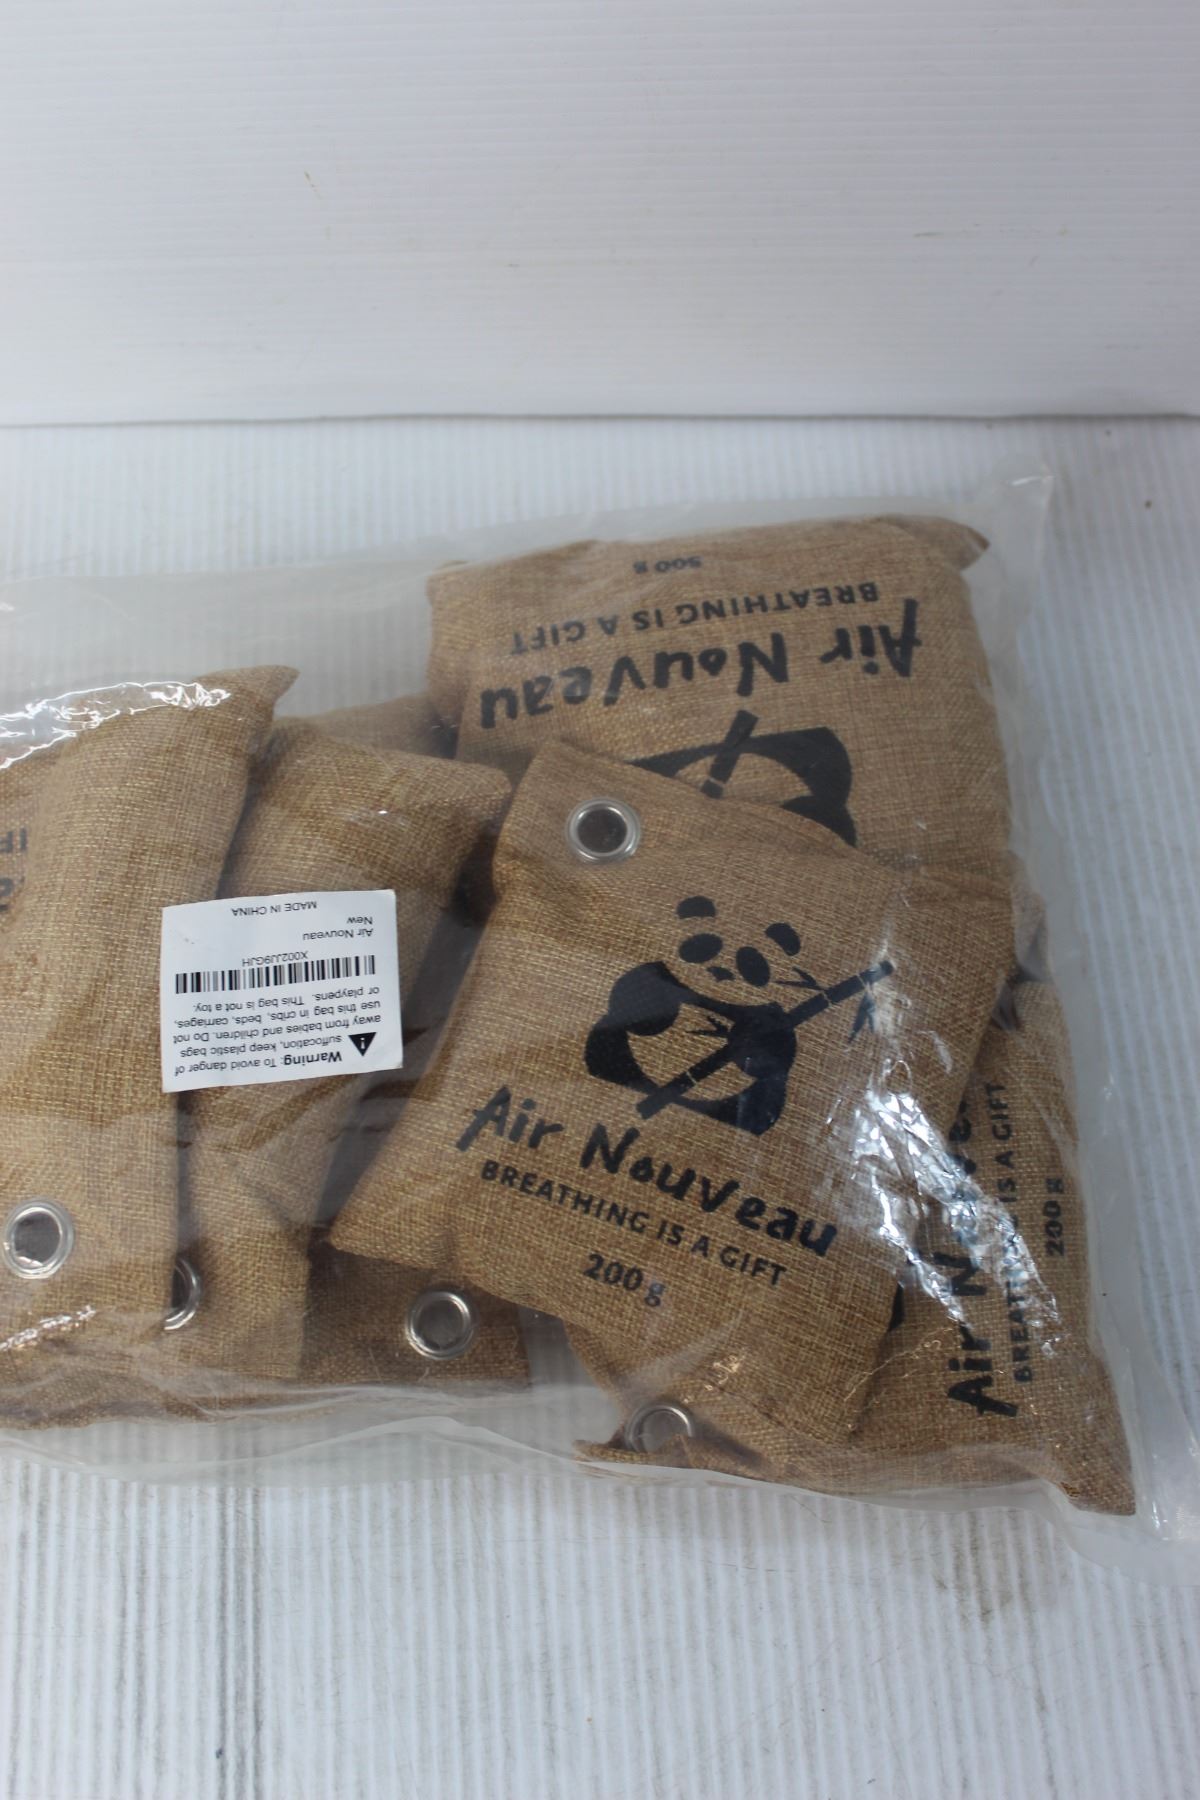 500 g
BREATHING IS A GIFT
Air Nouveau
Air Nouveau
BREATHING IS A GIFT
200 g
Air
BREAT
IS A GIFT
200 g
Warning: To avoid danger of
suffocation, keep plastic bags
away from babies and children. Do not
use this bag in cribs, beds, carriages,
or playpens. This bag is not a toy.
X002JJ9GJH
Air Nouveau
New
MADE IN CHINA